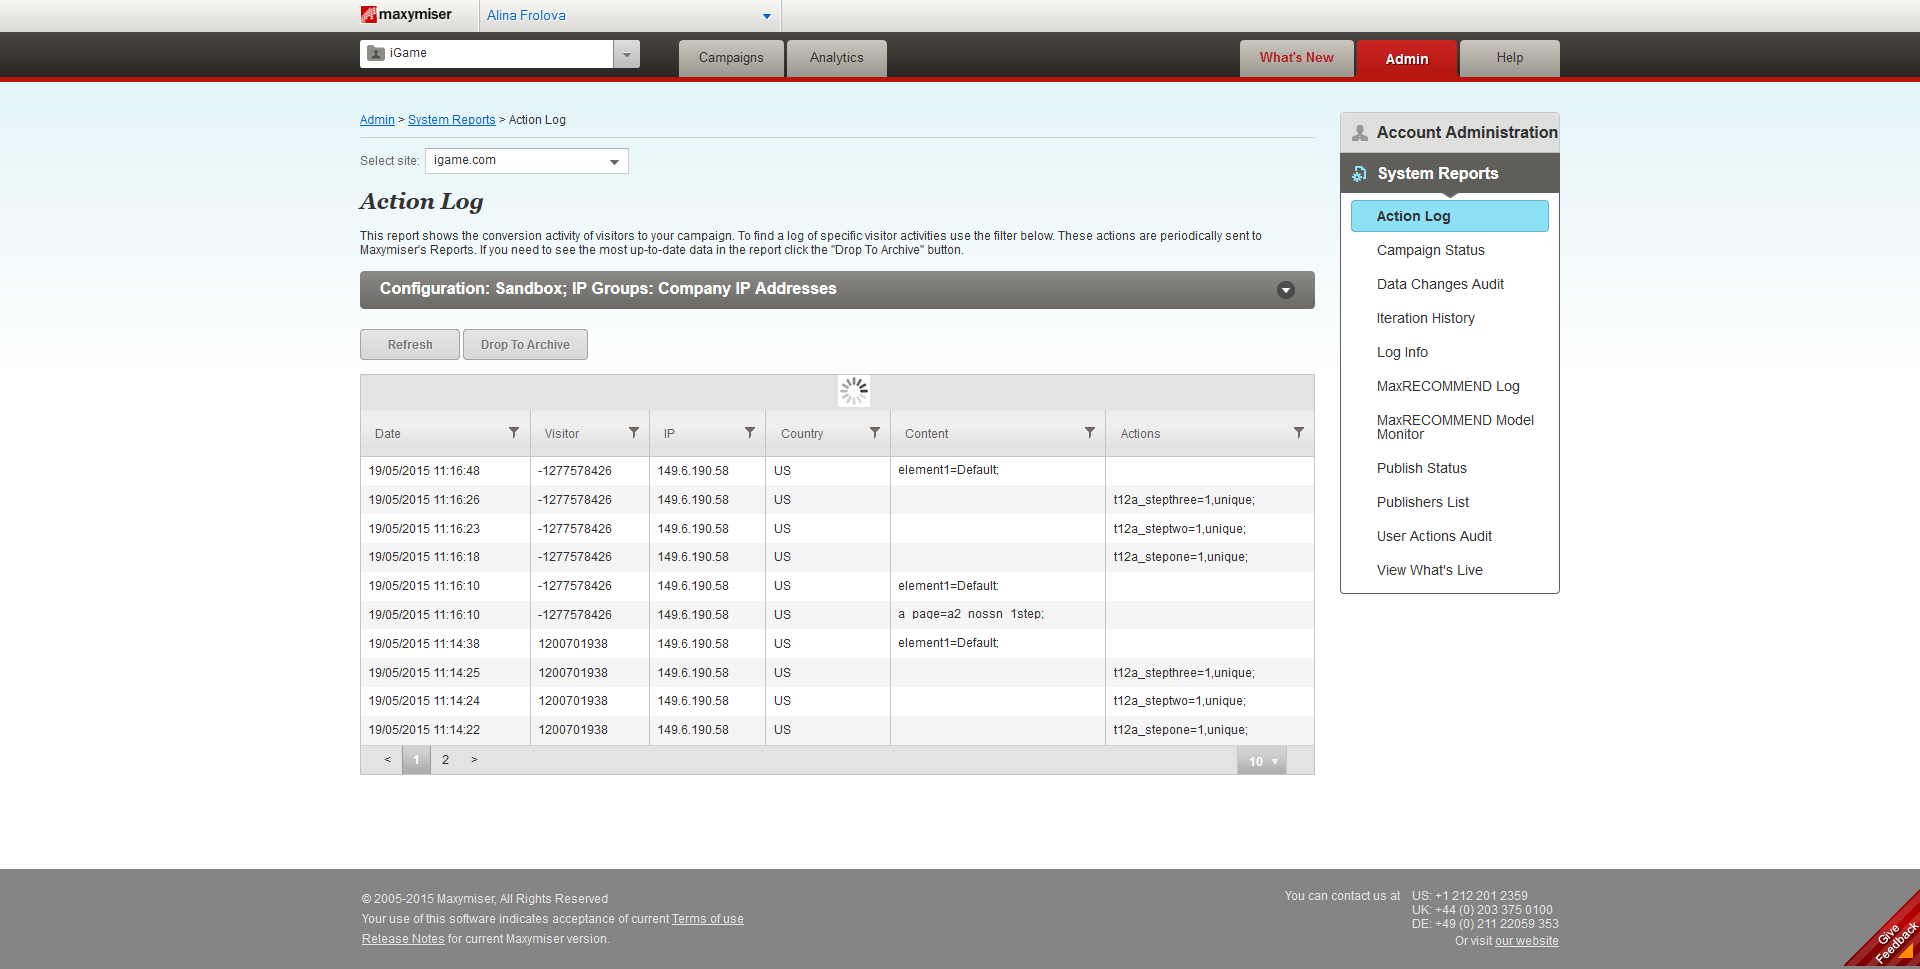 maxymiser
Alina Frolova
iGame
Campaigns
Analytics
What's New
Admin
Help
Admin > System Reports > Action Log
Select site: igame.com
Action Log
This report shows the conversion activity of visitors to your campaign. To find a log of specific visitor activities use the filter below. These actions are periodically sent to
Maxymiser's Reports. If you need to see the most up-to-date data in the report click the "Drop To Archive" button.
Configuration: Sandbox; IP Groups: Company IP Addresses
Refresh
Drop To Archive
Date Visitor IP Country Content Actions
19/05/2015 11:16:48 -1277578426 149.6.190.58 US element1=Default;
19/05/2015 11:16:26 -1277578426 149.6.190.58 US t12a_stepthree=1,unique;
19/05/2015 11:16:23 -1277578426 149.6.190.58 US t12a_steptwo=1,unique;
19/05/2015 11:16:18 -1277578426 149.6.190.58 US t12a_stepone=1,unique;
19/05/2015 11:16:10 -1277578426 149.6.190.58 US element1=Default:
19/05/2015 11:16:10 -1277578426 149.6.190.58 US a_page=a2_nossn_1step;
19/05/2015 11:14:38 1200701938 149.6.190.58 US element1=Default;
19/05/2015 11:14:25 1200701938 149.6.190.58 US t12a_stepthree=1,unique;
19/05/2015 11:14:24 1200701938 149.6.190.58 US t12a_steptwo=1,unique;
19/05/2015 11:14:22 1200701938 149.6.190.58 US t12a_stepone=1,unique;
< 1 2 > 10
Account Administration
System Reports
Action Log
Campaign Status
Data Changes Audit
Iteration History
Log Info
MaxRECOMMEND Log
MaxRECOMMEND Model
Monitor
Publish Status
Publishers List
User Actions Audit
View What's Live
© 2005-2015 Maxymiser, All Rights Reserved
Your use of this software indicates acceptance of current Terms of use
Release Notes for current Maxymiser version.
You can contact us at US: +1 212 201 2359
UK: +44 (0) 203 375 0100
DE: +49 (0) 211 22059 353
Or visit our website
Give
Feedback